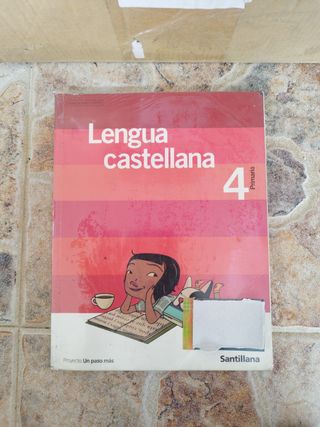 Lengua
castellana
4
Primaria
Proyecto Un paso más
Santillana